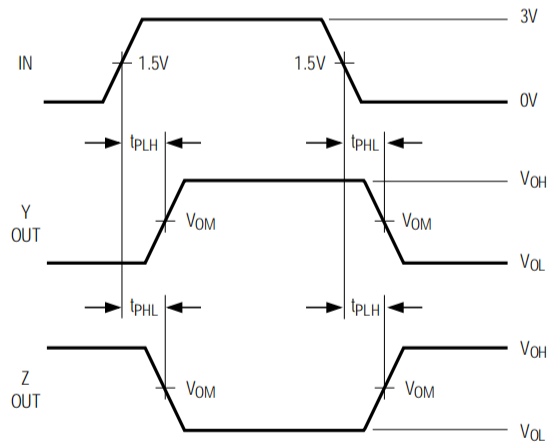 3V
IN
1.5V
1.5V
0V
tPLH
tPHL
VOH
Y
OUT
VOM
VOM
VOL
tPHL
tPLH
VOH
Z
OUT
VOM
VOM
VOL